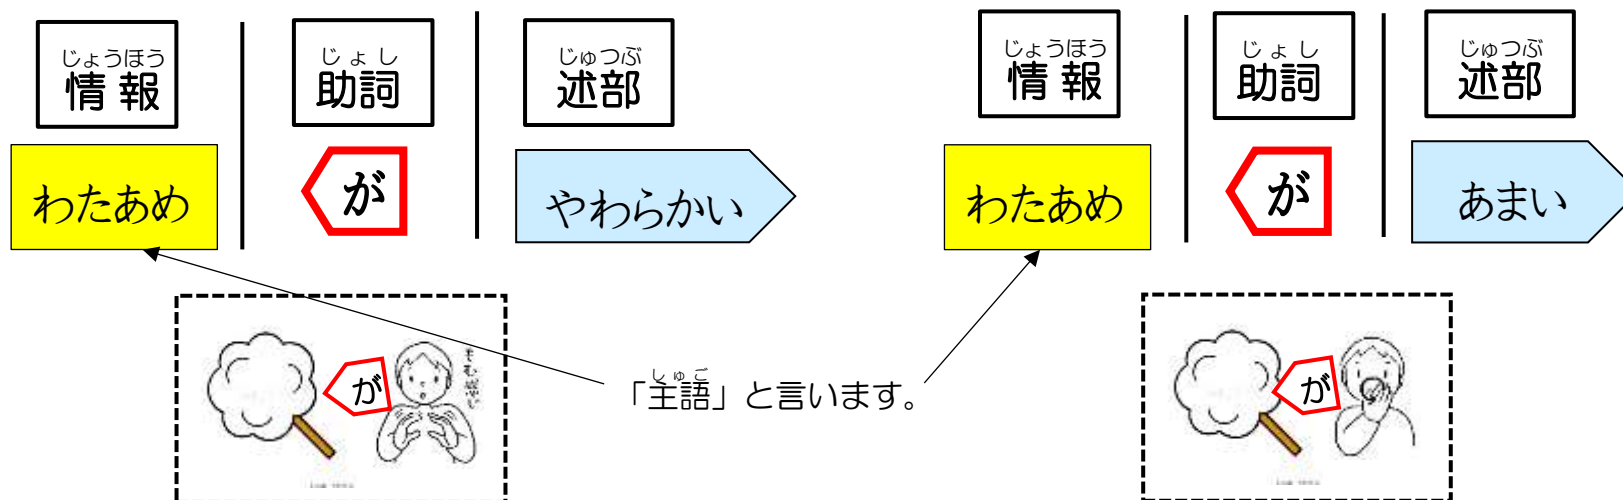 じょうほう
情報
じょし
助詞
じゅつぶ
述部
わたあめ
が
やわらかい
が
じょうほう
情報
じょし
助詞
じゅつぶ
述部
わたあめ
が
あまい
が
しゅご
「主語」と言います。